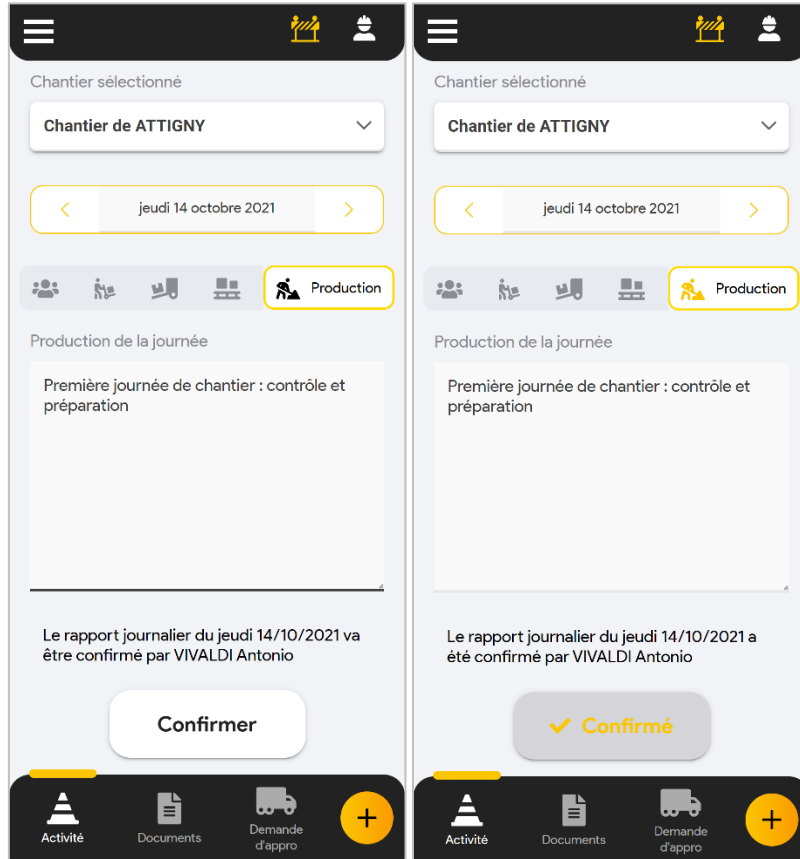 Chantier sélectionné
Chantier de ATTIGNY
jeudi 14 octobre 2021
Production
Production de la journée
Première journée de chantier : contrôle et
préparation
Le rapport journalier du jeudi 14/10/2021 va
être confirmé par VIVALDI Antonio
Confirmer
Activité
Documents
Demande
d'appro
Chantier sélectionné
Chantier de ATTIGNY
jeudi 14 octobre 2021
Production
Production de la journée
Première journée de chantier : contrôle et
préparation
Le rapport journalier du jeudi 14/10/2021 a
été confirmé par VIVALDI Antonio
Confirmé
Activité
Documents
Demande
d'appro